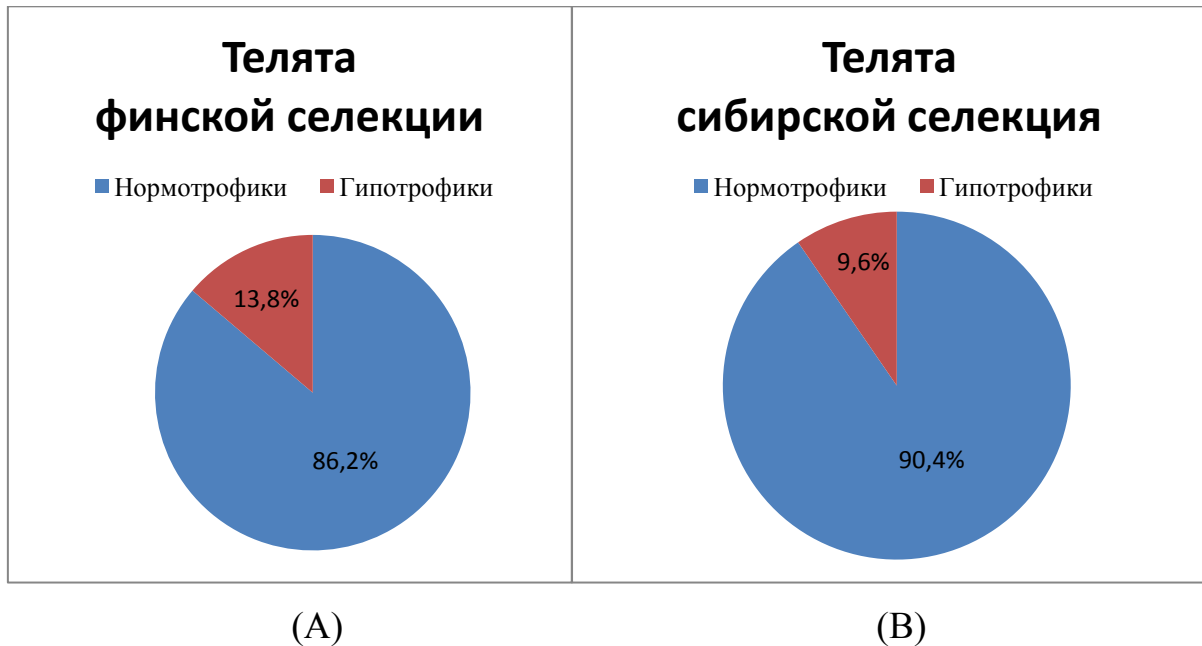 Телята
финской селекции
Нормотрофики Гипотрофики
13,8%
86,2%
(А)
Телята
сибирской селекция
Нормотрофики Гипотрофики
9,6%
90,4%
(В)